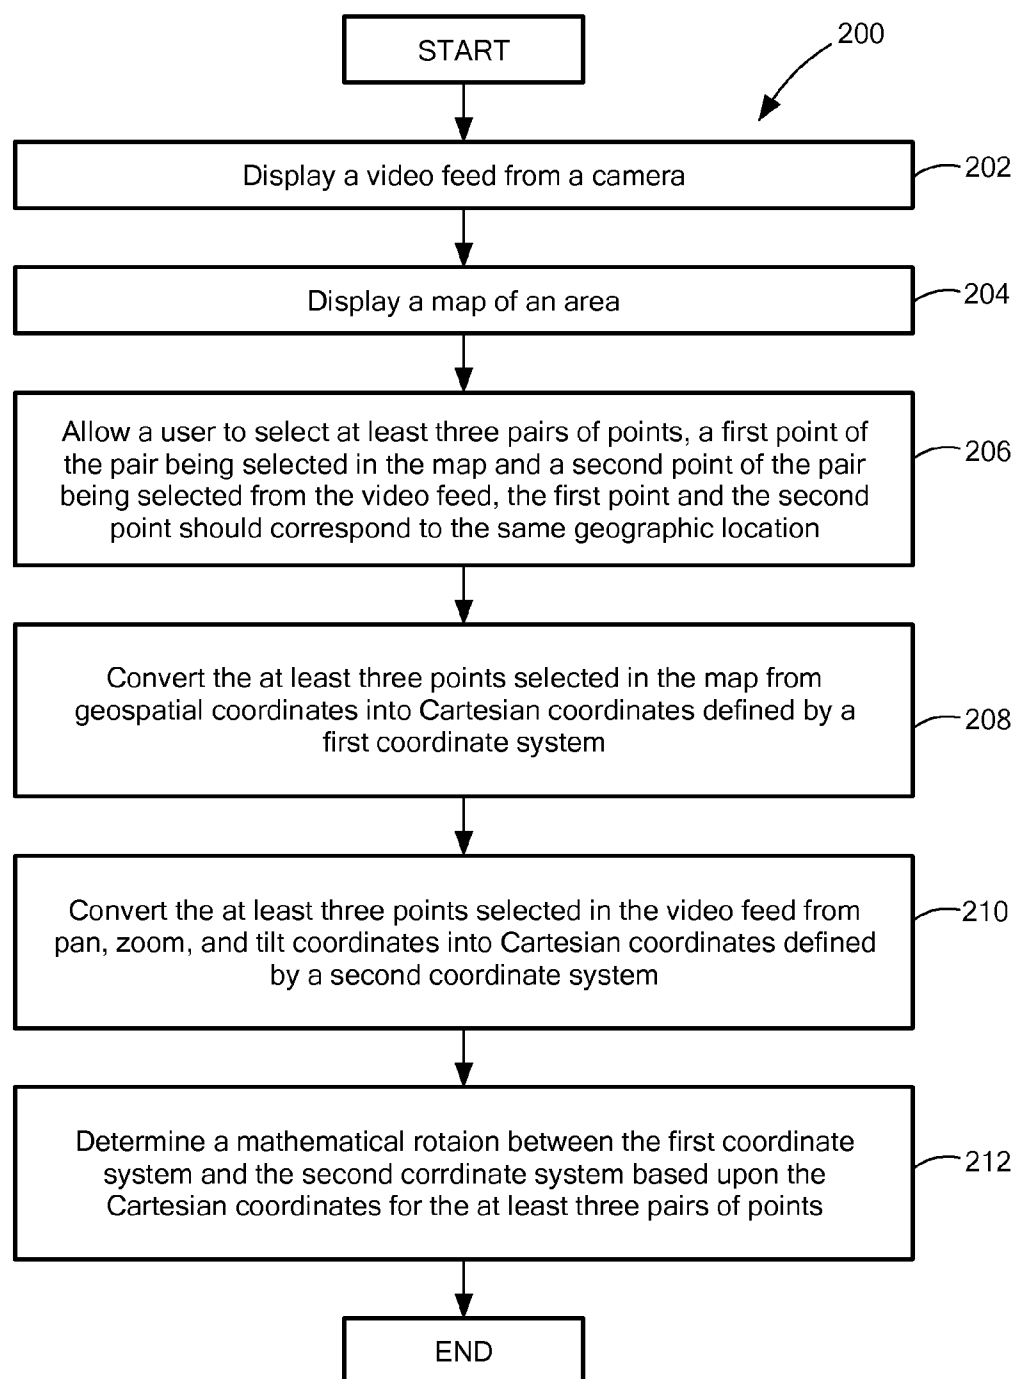 START
200
Display a video feed from a camera
202
Display a map of an area
204
Allow a user to select at least three pairs of points, a first point of
the pair being selected in the map and a second point of the pair
being selected from the video feed, the first point and the second
point should correspond to the same geographic location
206
Convert the at least three points selected in the map from
geospatial coordinates into Cartesian coordinates defined by a
first coordinate system
208
Convert the at least three points selected in the video feed from
pan, zoom, and tilt coordinates into Cartesian coordinates defined
by a second coordinate system
210
Determine a mathematical rotaion between the first coordinate
system and the second corrdinate system based upon the
Cartesian coordinates for the at least three pairs of points
212
END